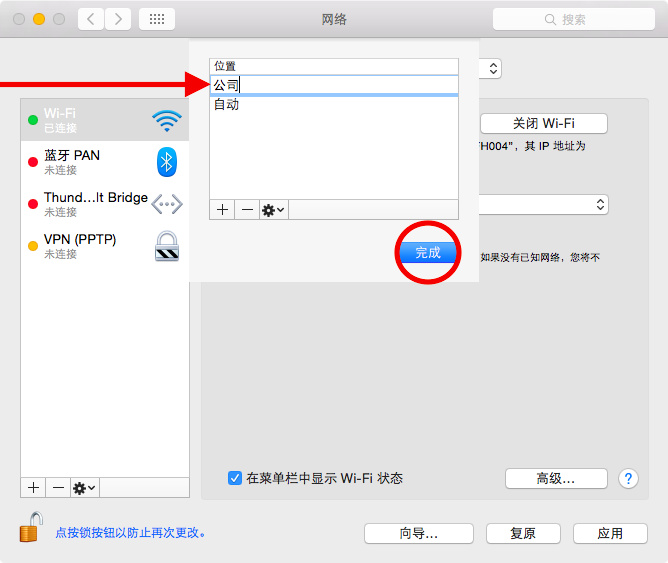 网络
搜索
位置
公司
自动
Wi-Fi
已连接
关闭 Wi-Fi
TH004",其 IP 地址为
蓝牙 PAN
未连接
Thund...lt Bridge
未连接
VPN (PPTP)
未连接
完成
如果没有已知网络，您将不
在菜单栏中显示 Wi-Fi 状态
高级...
?
点按锁按钮以防止再次更改。
向导...
复原
应用